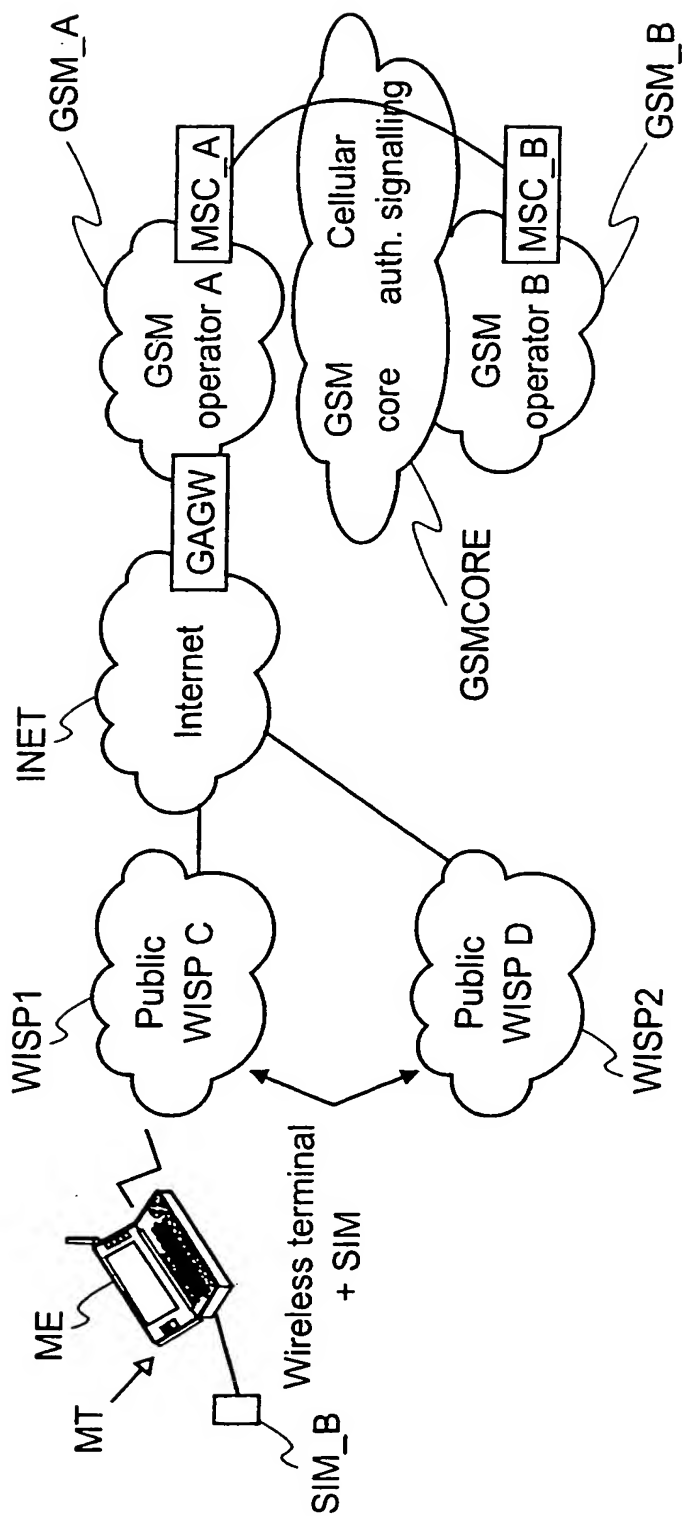 MT
ME
SIM_B
Wireless terminal
+ SIM
WISP1
Public
WISP C
Public
WISP D
WISP2
INET
Internet
GAGW
GSM
operator A
MSC_A
GSM_A
GSM
core
Cellular
auth. signalling
GSMCORE
GSM
operator B
MSC_B
GSM_B